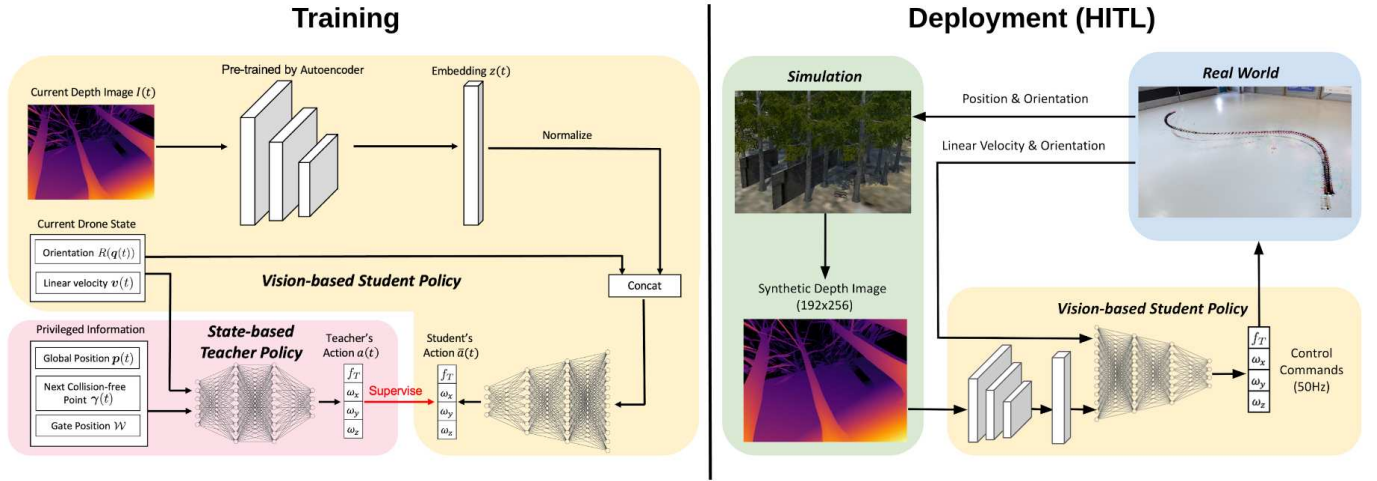 Training
Current Depth Image I(t)
Pre-trained by Autoencoder
Embedding z(t)
Normalize
Current Drone State
Orientation R(q(t))
Linear velocity v(t)
Vision-based Student Policy
Concat
Privileged Information
Global Position p(t)
Next Collision-free
Point γ(t)
Gate Position W
State-based
Teacher Policy
Teacher's
Action a(t)
f_T
ω_x
ω_y
ω_z
Supervise
Student's
Action ā(t)
f_T
ω_x
ω_y
ω_z
Deployment (HITL)
Simulation
Synthetic Depth Image
(192x256)
Position & Orientation
Linear Velocity & Orientation
Real World
Vision-based Student Policy
f_T
ω_x
ω_y
ω_z
Control
Commands
(50Hz)